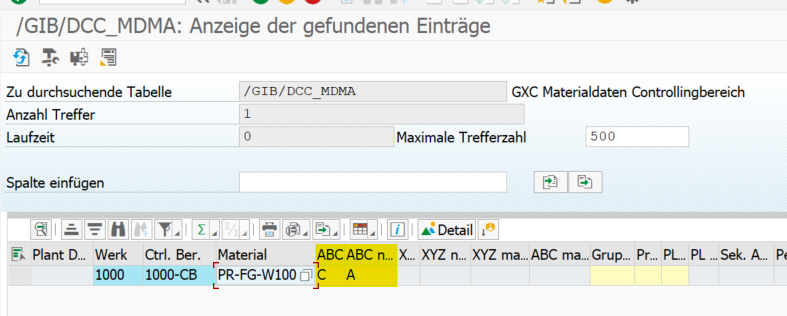 /GIB/DCC_MDMA: Anzeige der gefundenen Einträge
Zu durchsuchende Tabelle /GIB/DCC_MDMA GXC Materialdaten Controllingbereich
Anzahl Treffer 1
Laufzeit 0 Maximale Trefferzahl 500
Spalte einfügen
Detail
Plant D... Werk Ctrl. Ber. Material ABC ABC n... X... XYZ n... XYZ ma... ABC ma... Grup... Pr... PL... PL ... Sek. A... Pe
1000 1000-CB PR-FG-W100 C A